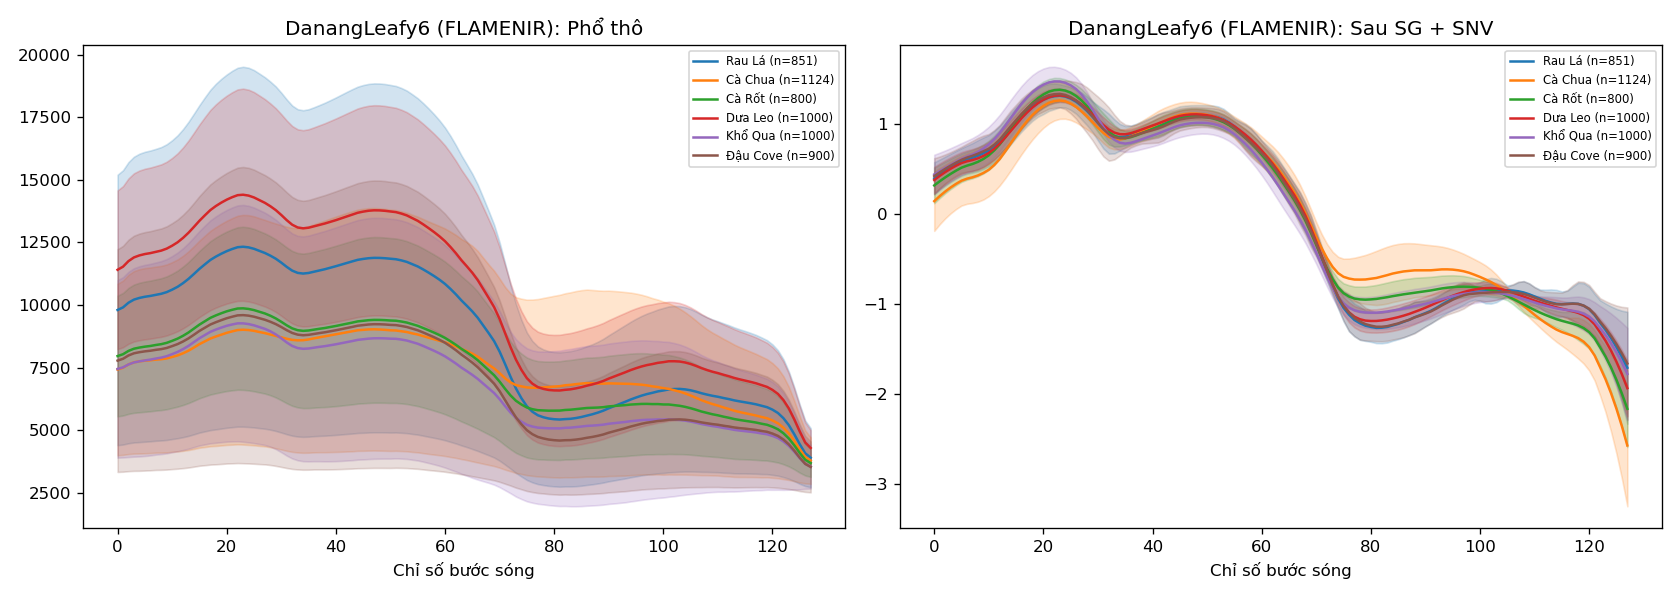 DanangLeafy6 (FLAMENIR): Phổ thô
20000
17500
15000
12500
10000
7500
5000
2500
0 20 40 60 80 100 120
Chỉ số bước sóng
Rau Lá (n=851)
Cà Chua (n=1124)
Cà Rốt (n=800)
Dưa Leo (n=1000)
Khổ Qua (n=1000)
Đậu Cove (n=900)
DanangLeafy6 (FLAMENIR): Sau SG + SNV
1
0
−1
−2
−3
0 20 40 60 80 100 120
Chỉ số bước sóng
Rau Lá (n=851)
Cà Chua (n=1124)
Cà Rốt (n=800)
Dưa Leo (n=1000)
Khổ Qua (n=1000)
Đậu Cove (n=900)